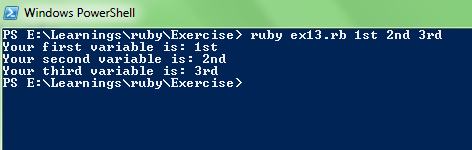 Windows PowerShell
PS E:\Learnings\ruby\Exercise> ruby ex13.rb 1st 2nd 3rd
Your first variable is: 1st
Your second variable is: 2nd
Your third variable is: 3rd
PS E:\Learnings\ruby\Exercise>